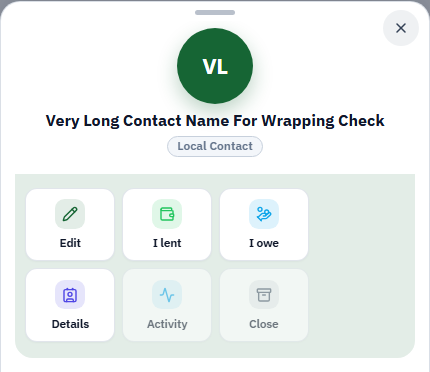 VL
Very Long Contact Name For Wrapping Check
Local Contact
Edit
I lent
I owe
Details
Activity
Close